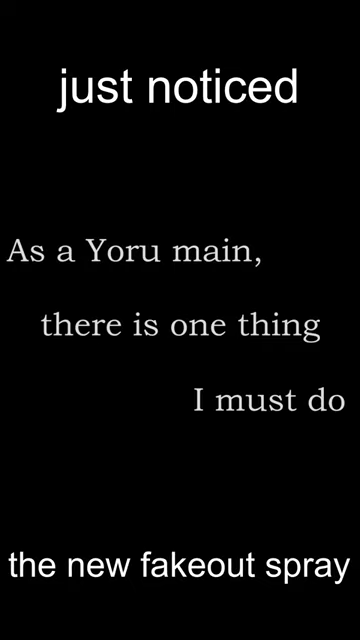 just noticed
As a Yoru main,
there is one thing
I must do
the new fakeout spray